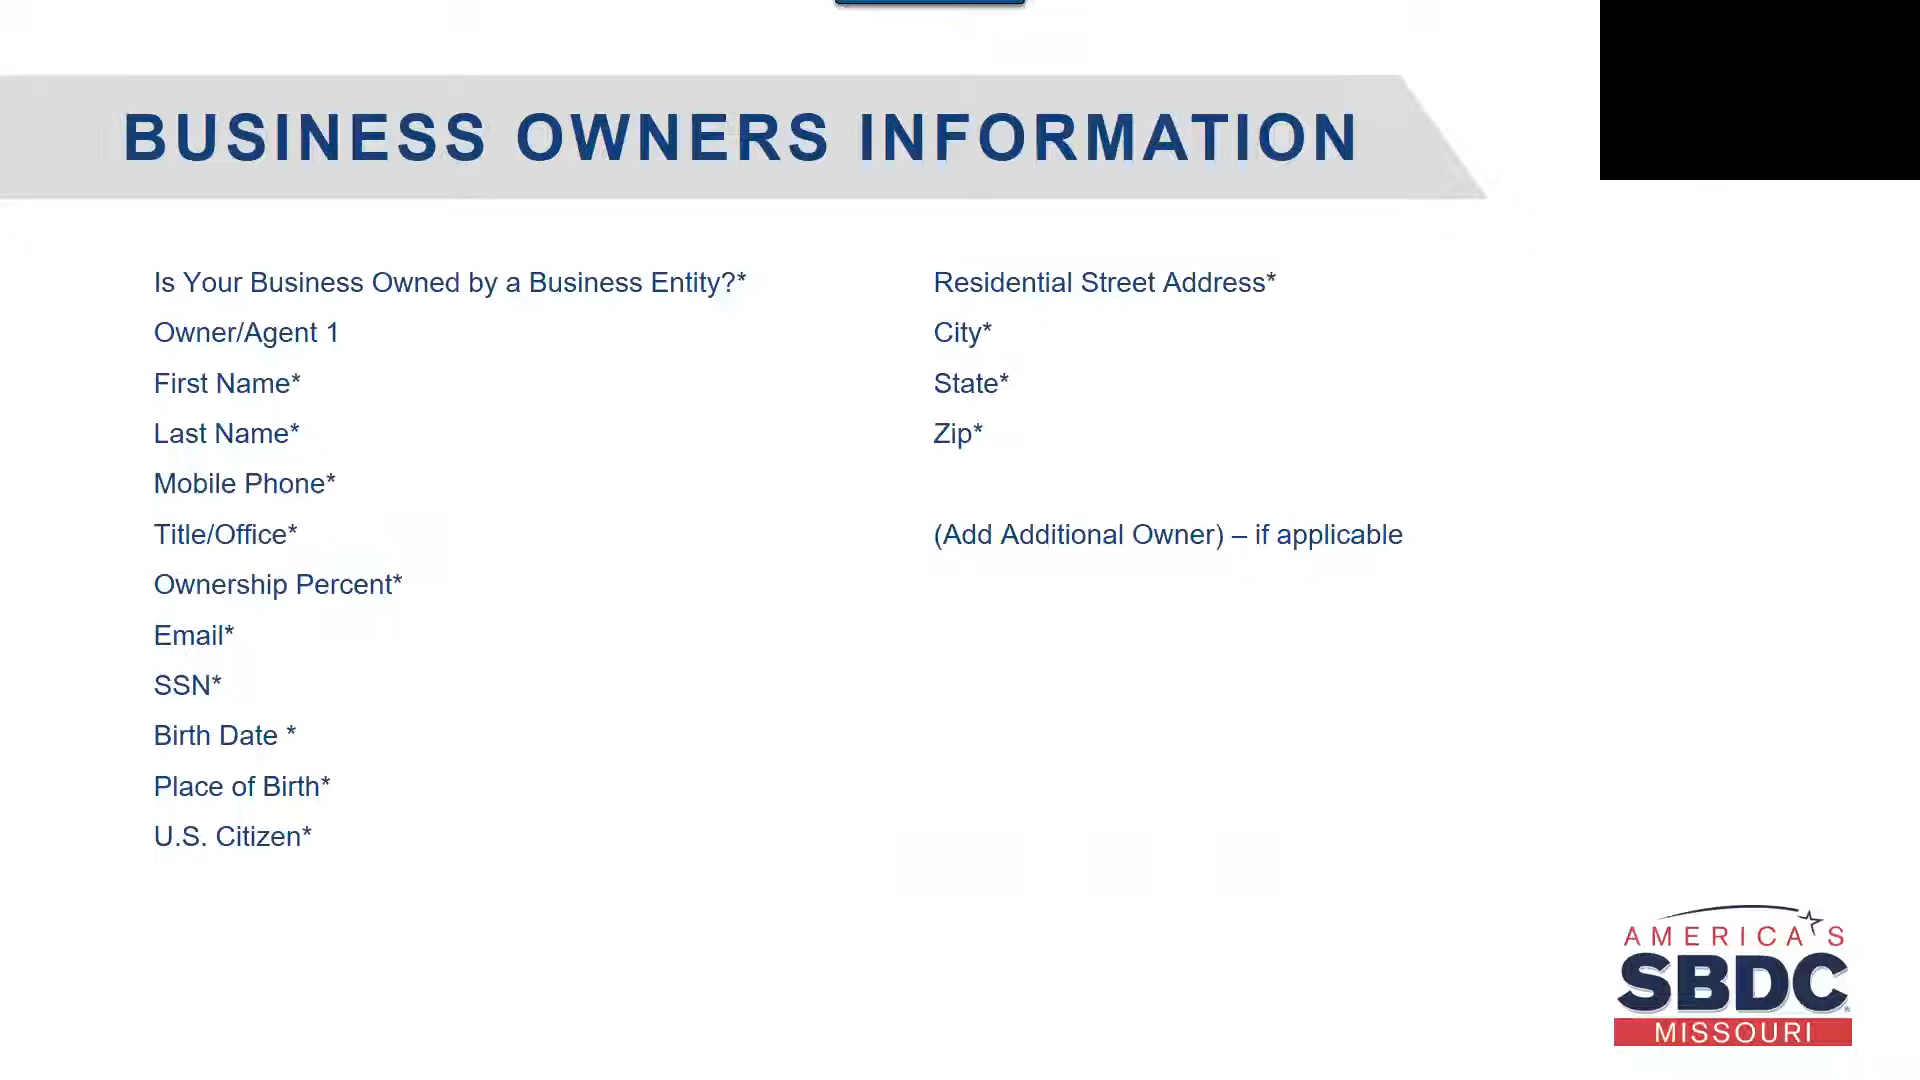 BUSINESS OWNERS INFORMATION
Is Your Business Owned by a Business Entity?*
Owner/Agent 1
First Name*
Last Name*
Mobile Phone*
Title/Office*
Ownership Percent*
Email*
SSN*
Birth Date *
Place of Birth*
U.S. Citizen*
Residential Street Address*
City*
State*
Zip*
(Add Additional Owner) – if applicable
AMERICA'S
SBDC
MISSOURI